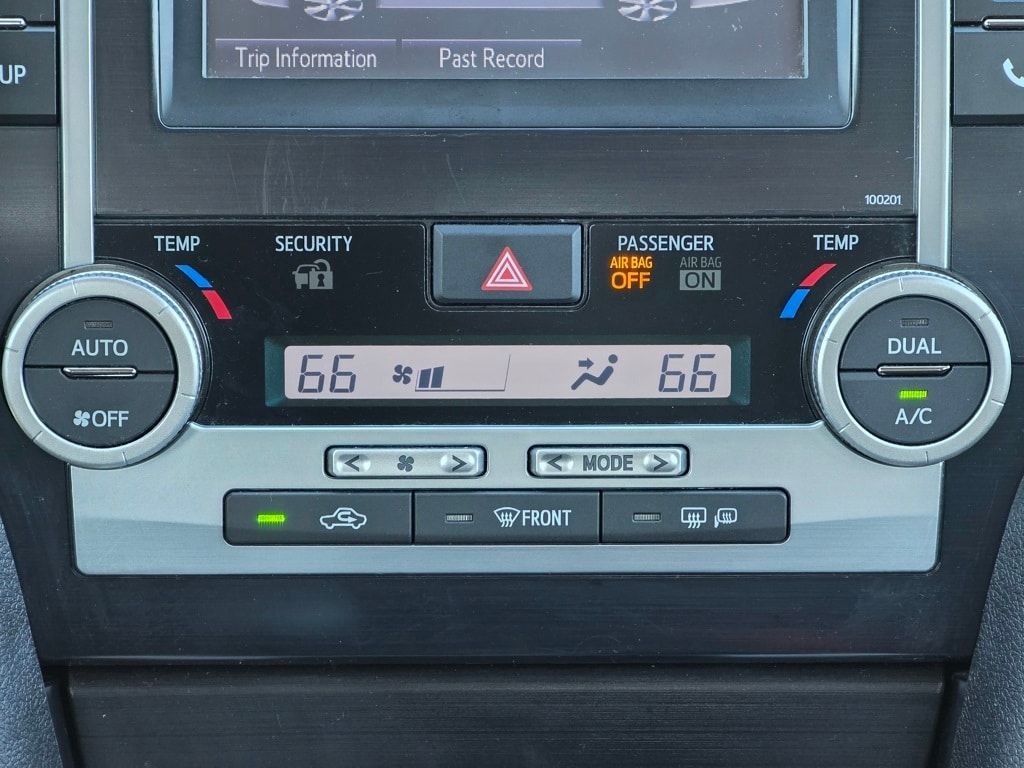 Trip Information Past Record
UP
100201
TEMP SECURITY PASSENGER TEMP
AIR BAG AIR BAG
OFF ON
AUTO DUAL
66 66
OFF A/C
< > < MODE >
FRONT